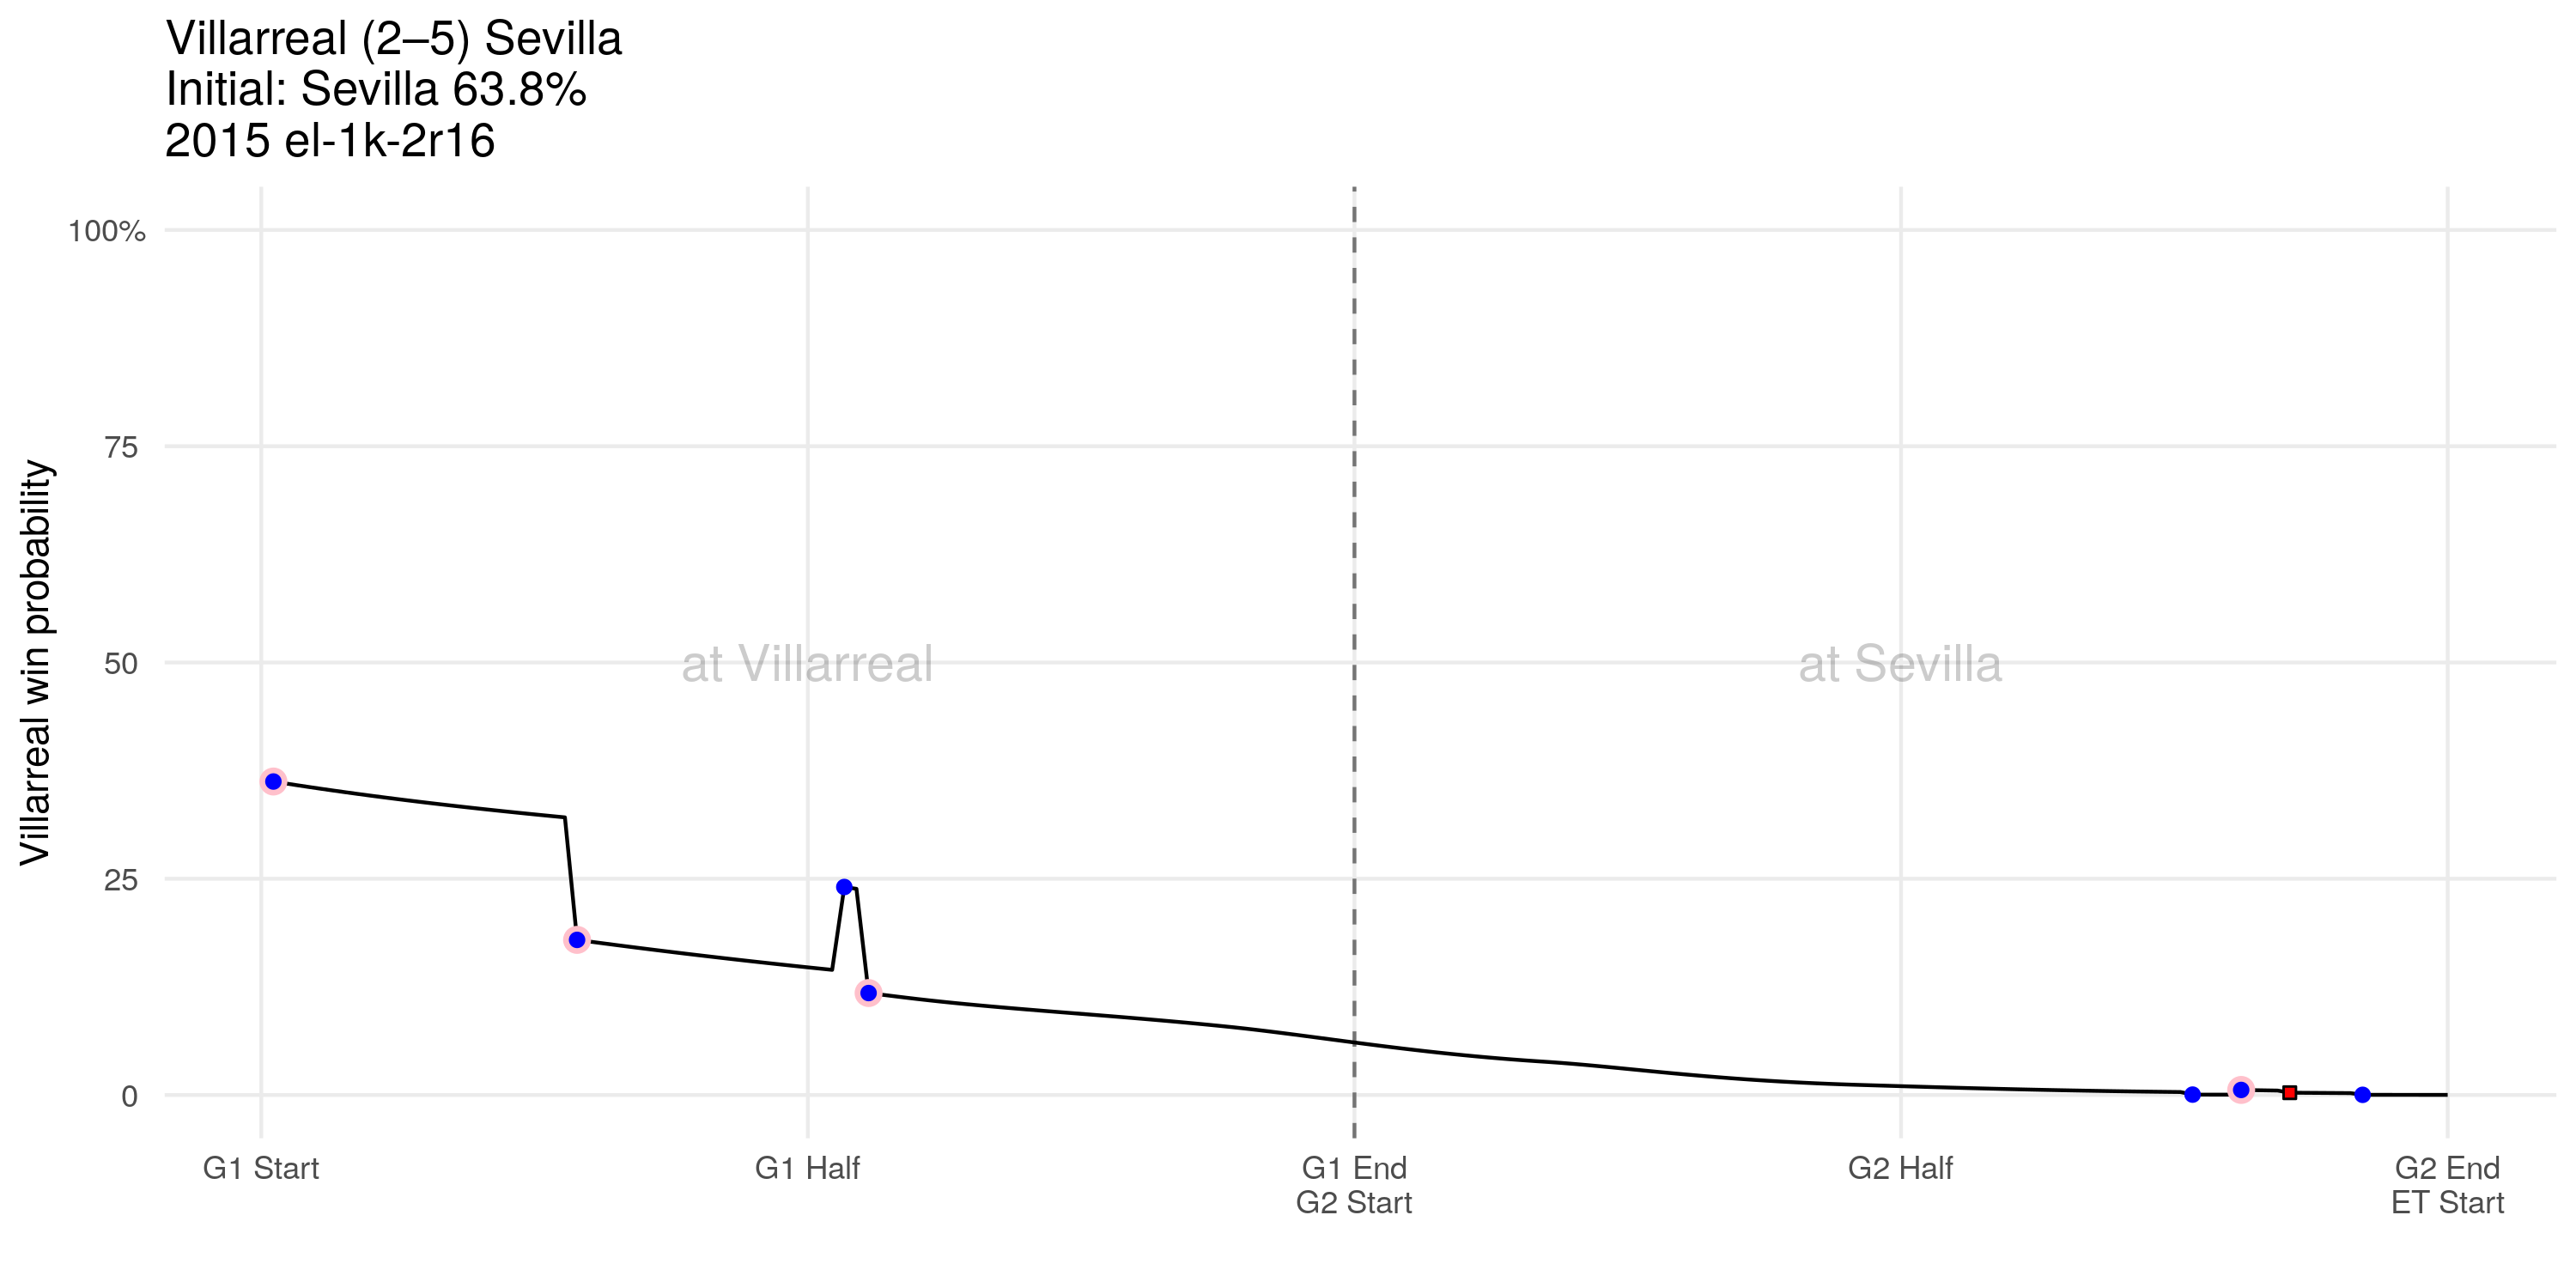 Villarreal (2–5) Sevilla
Initial: Sevilla 63.8%
2015 el-1k-2r16
Villarreal win probability
100%
75
50
25
0
at Villarreal
at Sevilla
G1 Start
G1 Half
G1 End
G2 Start
G2 Half
G2 End
ET Start